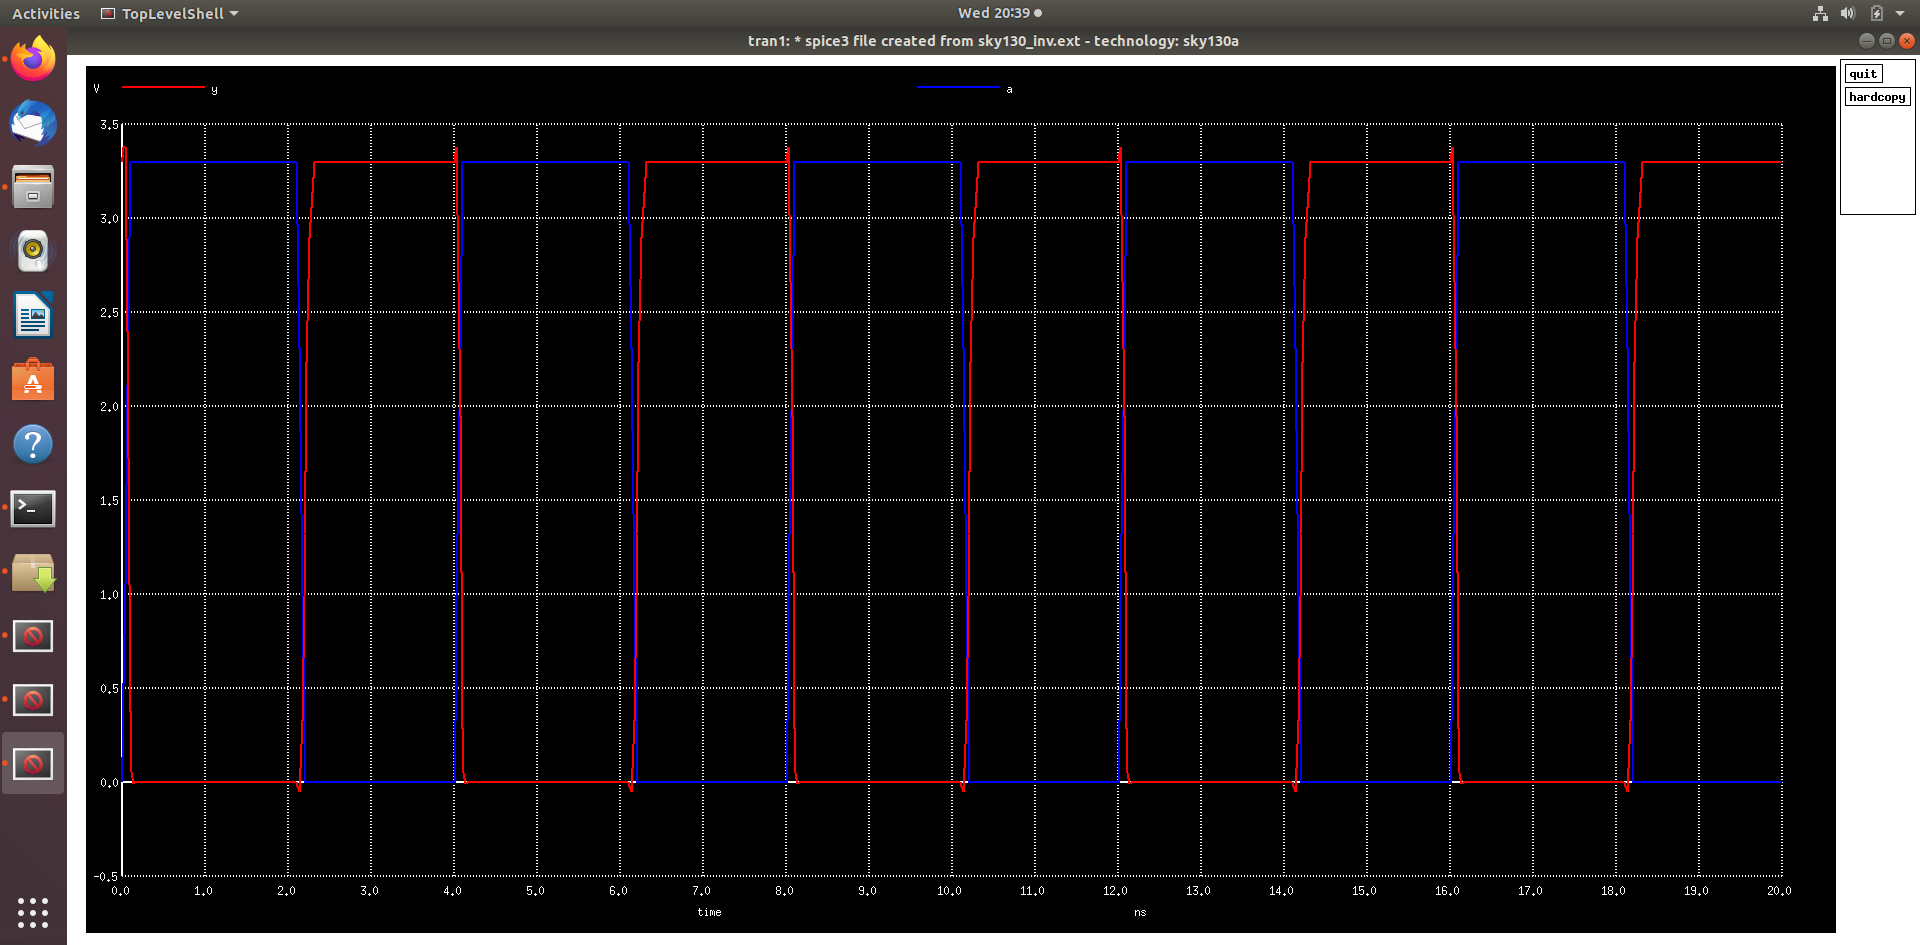 Activities TopLevelShell Wed 20:39
tran1: * spice3 file created from sky130_inv.ext - technology: sky130a
quit
hardcopy
V y a
3.5
3.0
2.5
2.0
1.5
1.0
0.5
0.0
-0.5
0.0 1.0 2.0 3.0 4.0 5.0 6.0 7.0 8.0 9.0 10.0 11.0 12.0 13.0 14.0 15.0 16.0 17.0 18.0 19.0 20.0
time ns